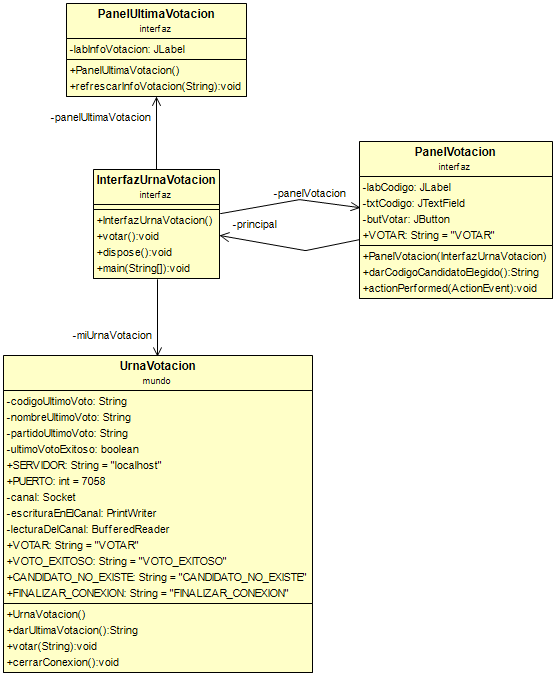 PanelUltimaVotacion
interfaz
-labInfoVotacion: JLabel
+PanelUltimaVotacion()
+refrescarInfoVotacion(String):void
-panelUltimaVotacion
InterfazUrnaVotacion
interfaz
+InterfazUrnaVotacion()
+votar():void
+dispose():void
+main(String[]):void
-panelVotacion
-principal
PanelVotacion
interfaz
-labCodigo: JLabel
-txtCodigo: JTextField
-butVotar: JButton
+VOTAR: String = "VOTAR"
+PanelVotacion(InterfazUrnaVotacion)
+darCodigoCandidatoElegido():String
+actionPerformed(ActionEvent):void
-miUrnaVotacion
UrnaVotacion
mundo
-codigoUltimoVoto: String
-nombreUltimoVoto: String
-partidoUltimoVoto: String
-ultimoVotoExitoso: boolean
+SERVIDOR: String = "localhost"
+PUERTO: int = 7058
-canal: Socket
-escrituraEnElCanal: PrintWriter
-lecturaDelCanal: BufferedReader
+VOTAR: String = "VOTAR"
+VOTO_EXITOSO: String = "VOTO_EXITOSO"
+CANDIDATO_NO_EXISTE: String = "CANDIDATO_NO_EXISTE"
+FINALIZAR_CONEXION: String = "FINALIZAR_CONEXION"
+UrnaVotacion()
+darUltimaVotacion():String
+votar(String):void
+cerrarConexion():void